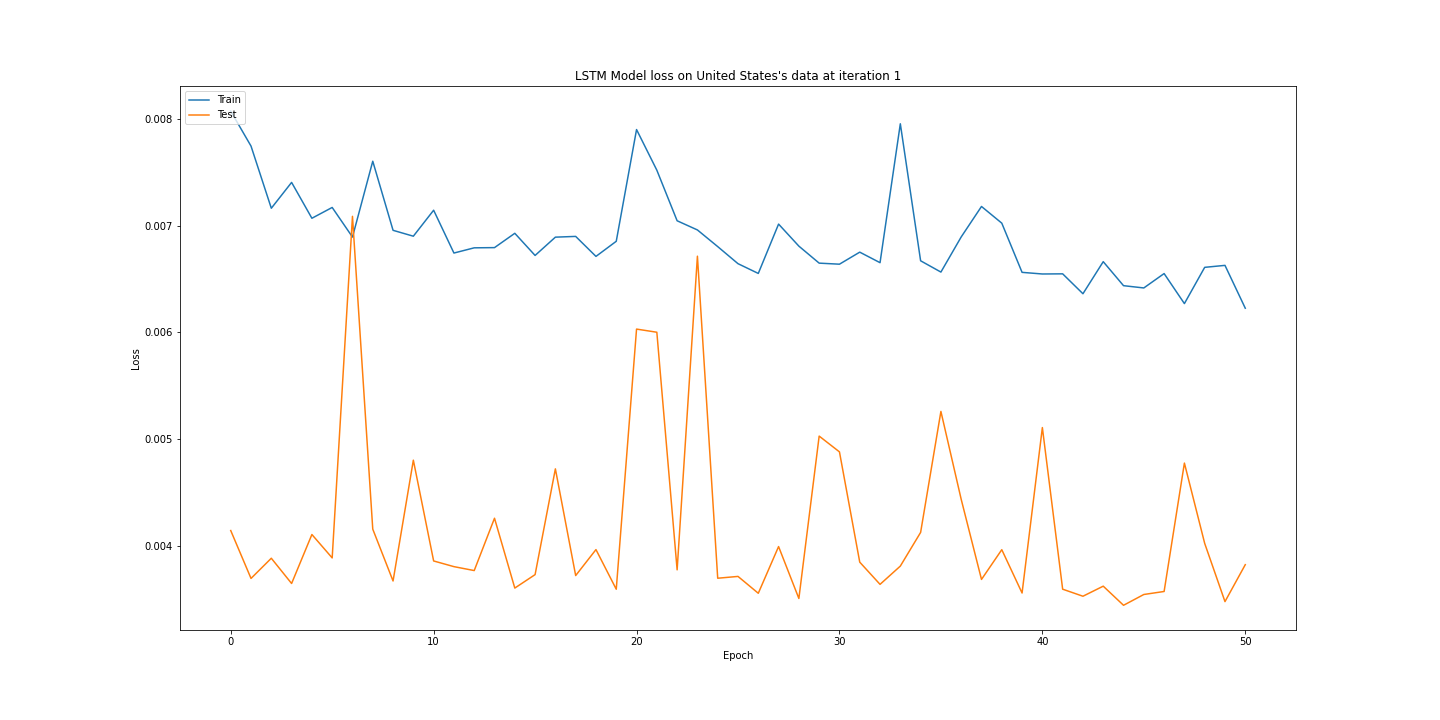 LSTM Model loss on United States's data at iteration 1
Train
Test
0.008
0.007
0.006
0.005
0.004
Loss
0 10 20 30 40 50
Epoch